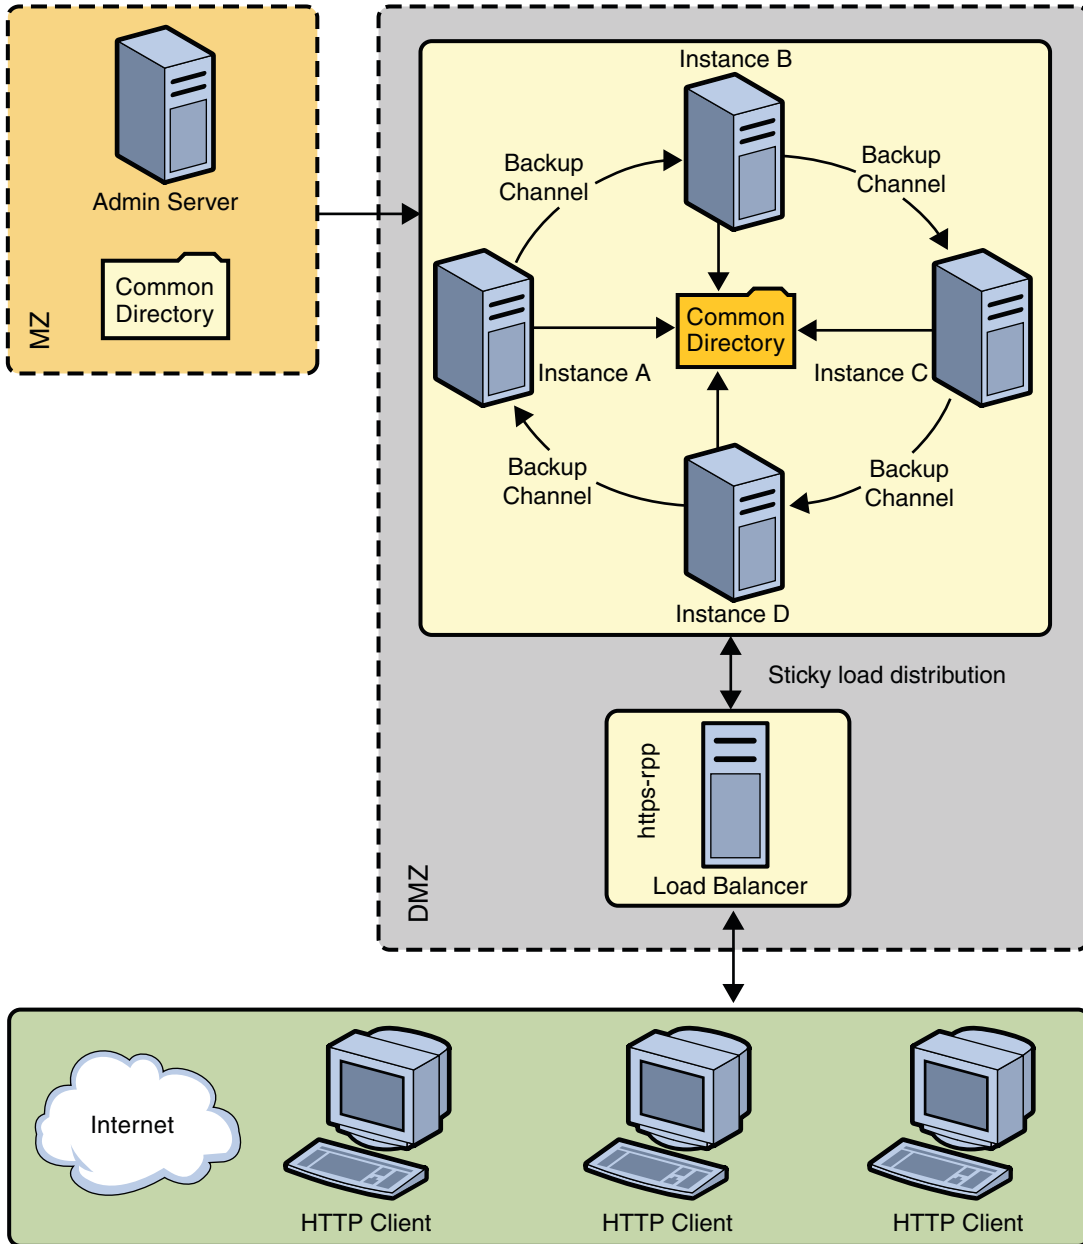 Admin Server
Common
Directory
MZ
Instance B
Backup
Channel
Backup
Channel
Common
Directory
Instance A
Instance C
Backup
Channel
Backup
Channel
Instance D
Sticky load distribution
https-rpp
Load Balancer
DMZ
Internet
HTTP Client
HTTP Client
HTTP Client